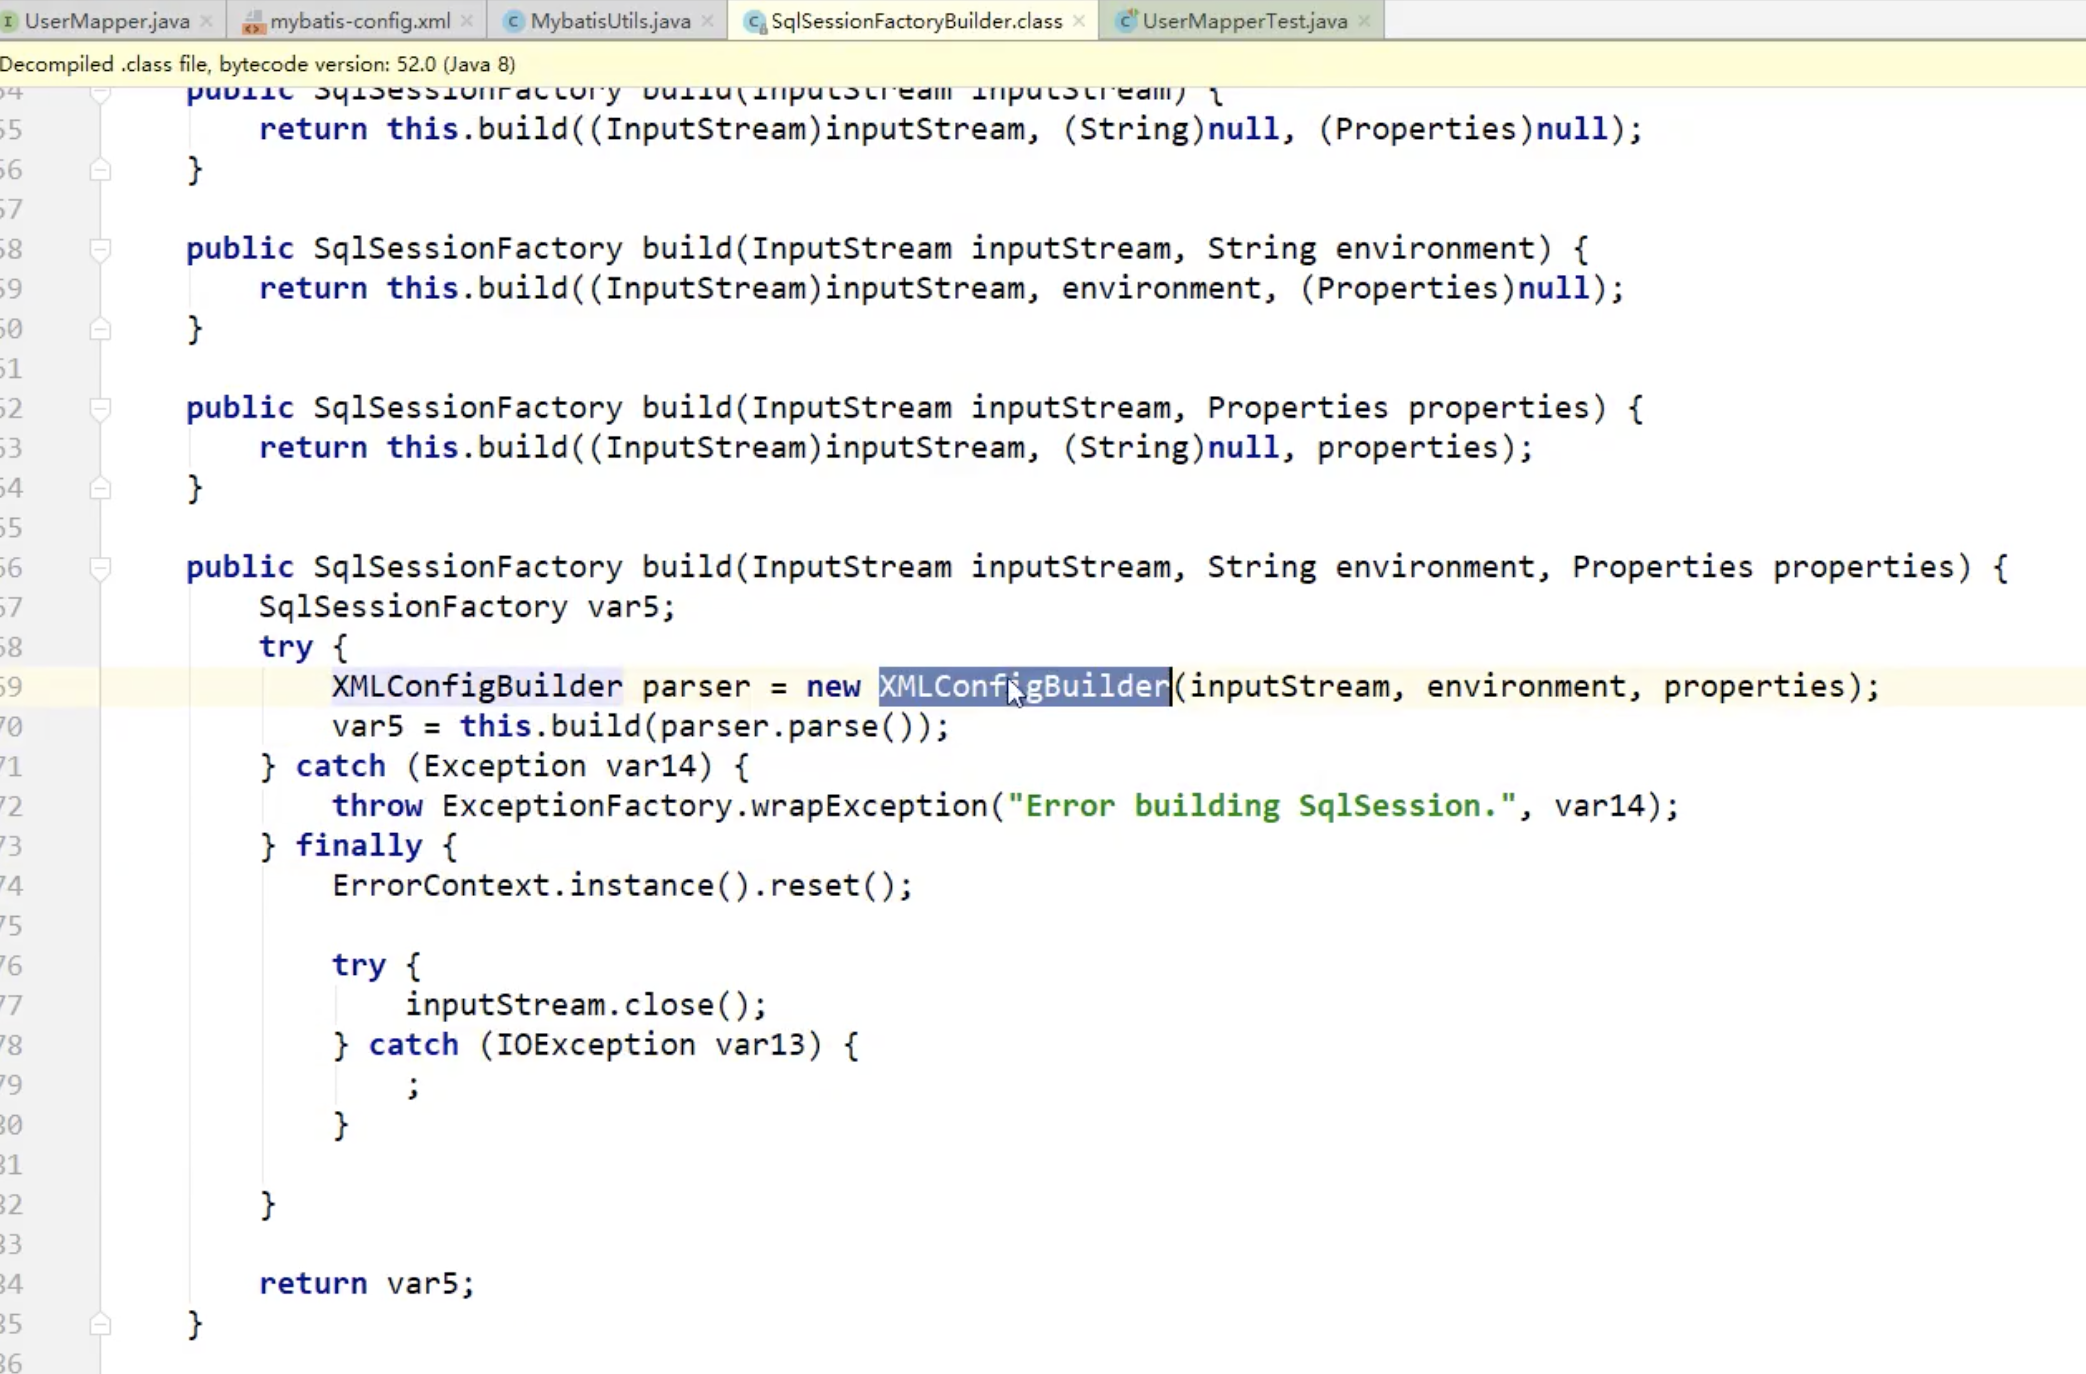 UserMapper.java mybatis-config.xml MybatisUtils.java SqlSessionFactoryBuilder.class UserMapperTest.java
Decompiled .class file, bytecode version: 52.0 (Java 8)
54 public SqlSessionFactory build(InputStream inputStream) {
55 return this.build((InputStream)inputStream, (String)null, (Properties)null);
56 }
57
58 public SqlSessionFactory build(InputStream inputStream, String environment) {
59 return this.build((InputStream)inputStream, environment, (Properties)null);
60 }
61
62 public SqlSessionFactory build(InputStream inputStream, Properties properties) {
63 return this.build((InputStream)inputStream, (String)null, properties);
64 }
65
66 public SqlSessionFactory build(InputStream inputStream, String environment, Properties properties) {
67 SqlSessionFactory var5;
68 try {
69 XMLConfigBuilder parser = new XMLConfigBuilder(inputStream, environment, properties);
70 var5 = this.build(parser.parse());
71 } catch (Exception var14) {
72 throw ExceptionFactory.wrapException("Error building SqlSession.", var14);
73 } finally {
74 ErrorContext.instance().reset();
75
76 try {
77 inputStream.close();
78 } catch (IOException var13) {
79 ;
80 }
81
82 }
83
84 return var5;
85 }
86